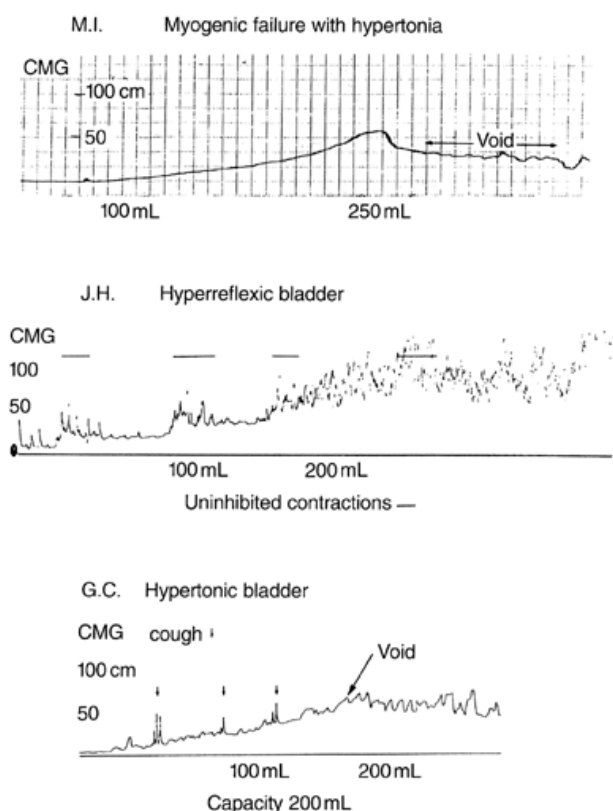 M.I. Myogenic failure with hypertonia
CMG
100 cm
50
Void
100 mL 250 mL
J.H. Hyperreflexic bladder
CMG
100
50
100 mL 200 mL
Uninhibited contractions —
G.C. Hypertonic bladder
CMG cough
100 cm
Void
50
100 mL 200 mL
Capacity 200 mL